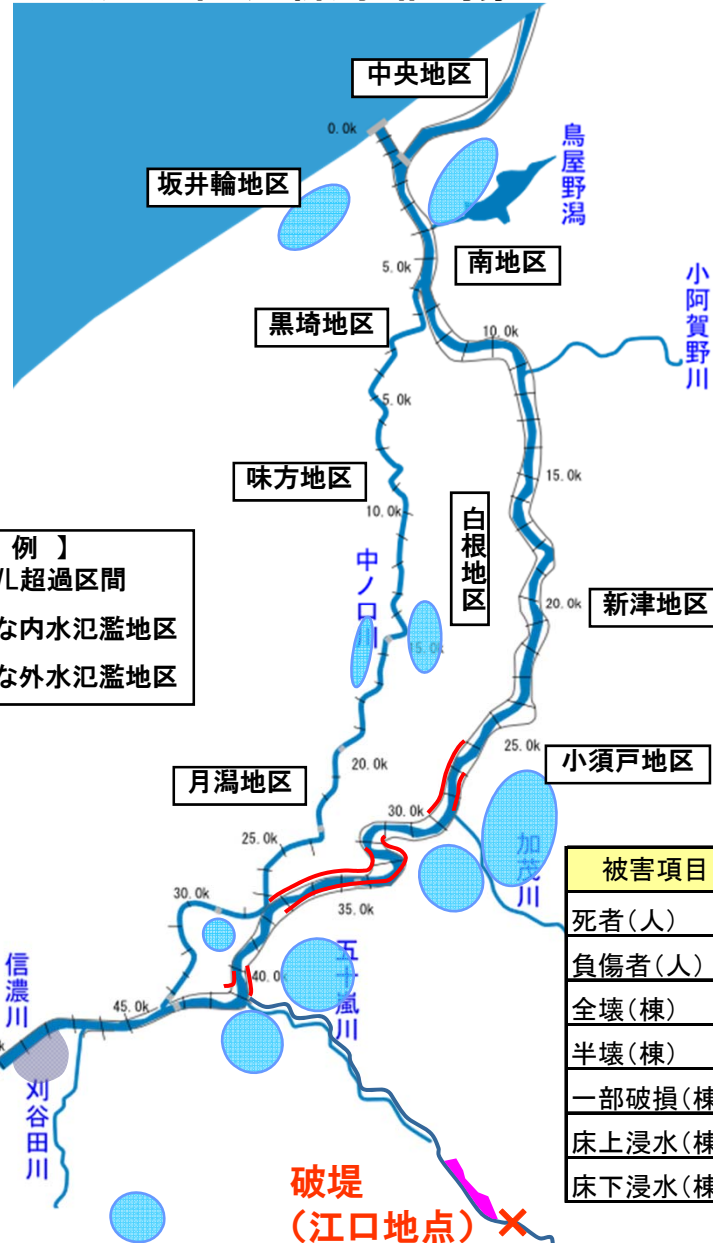 中央地区
0.0k
鳥屋野潟
坂井輪地区
南地区
5.0k
小阿賀野川
黒埼地区
10.0k
5.0k
味方地区
15.0k
10.0k
白根地区
中ノ口川
例 】
L超過区間
な内水氾濫地区
な外水氾濫地区
20.0k
新津地区
15.0k
25.0k
小須戸地区
20.0k
月潟地区
30.0k
25.0k
加茂川
35.0k
30.0k
五十嵐川
40.0k
信濃川
45.0k
刈谷田川
被害項目
死者(人)
負傷者(人)
全壊(棟)
半壊(棟)
一部破損(棟
床上浸水(棟
床下浸水(棟
破堤
(江口地点)